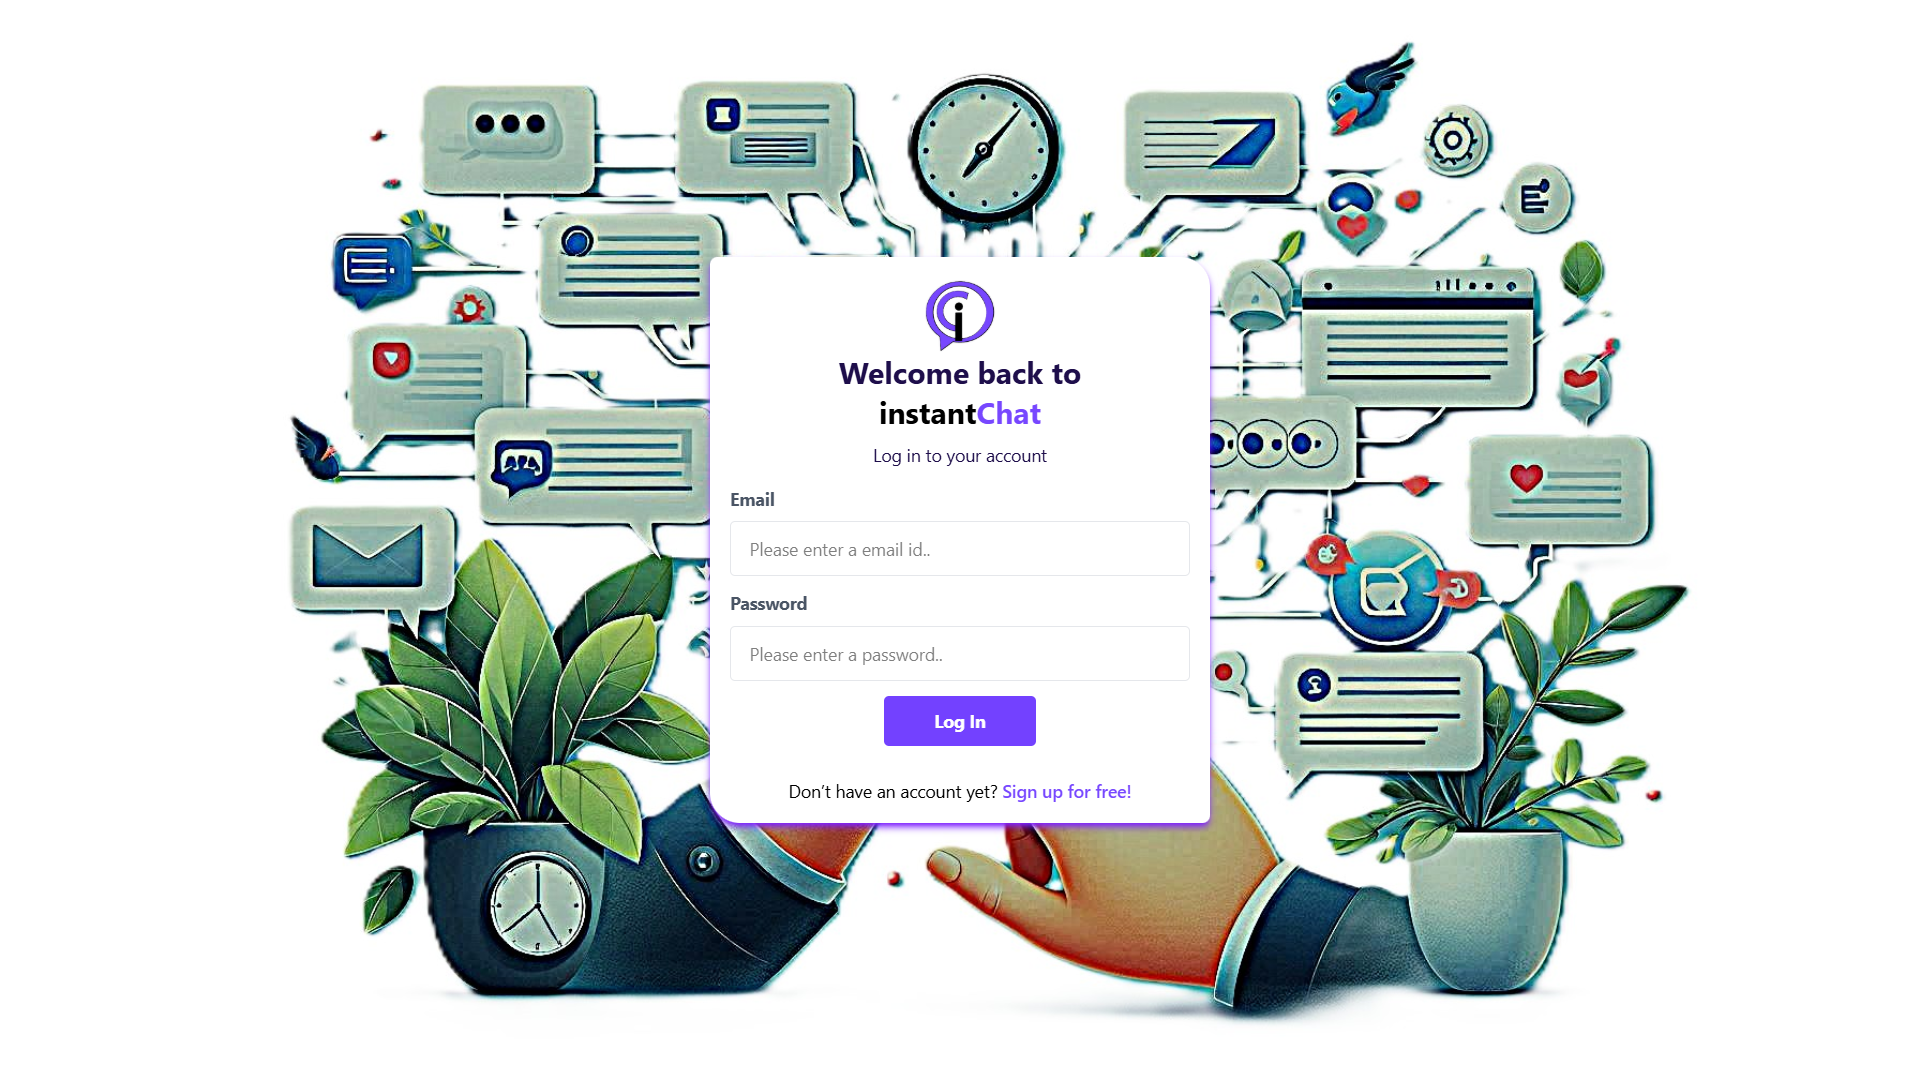 Welcome back to
instantChat
Log in to your account
Email
Please enter a email id..
Password
Please enter a password..
Log In
Don’t have an account yet? Sign up for free!